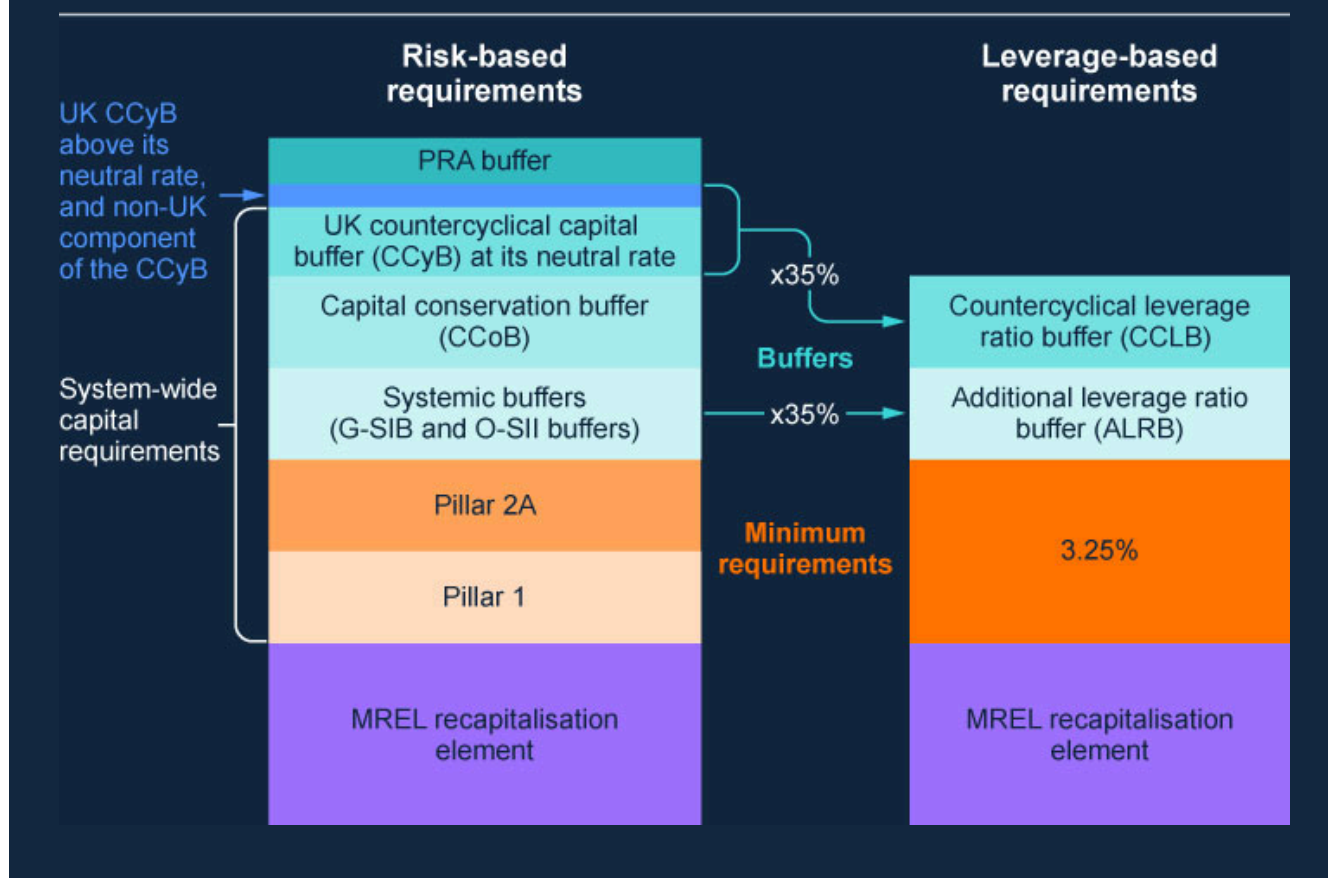 Risk-based
requirements
Leverage-based
requirements
UK CCyB
above its
neutral rate,
and non-UK
component
of the CCyB
System-wide
capital
requirements
PRA buffer
UK countercyclical capital
buffer (CCyB) at its neutral rate
Capital conservation buffer
(CCoB)
Systemic buffers
(G-SIB and O-SII buffers)
Pillar 2A
Pillar 1
MREL recapitalisation
element
x35%
Buffers
x35%
Minimum
requirements
Countercyclical leverage
ratio buffer (CCLB)
Additional leverage ratio
buffer (ALRB)
3.25%
MREL recapitalisation
element